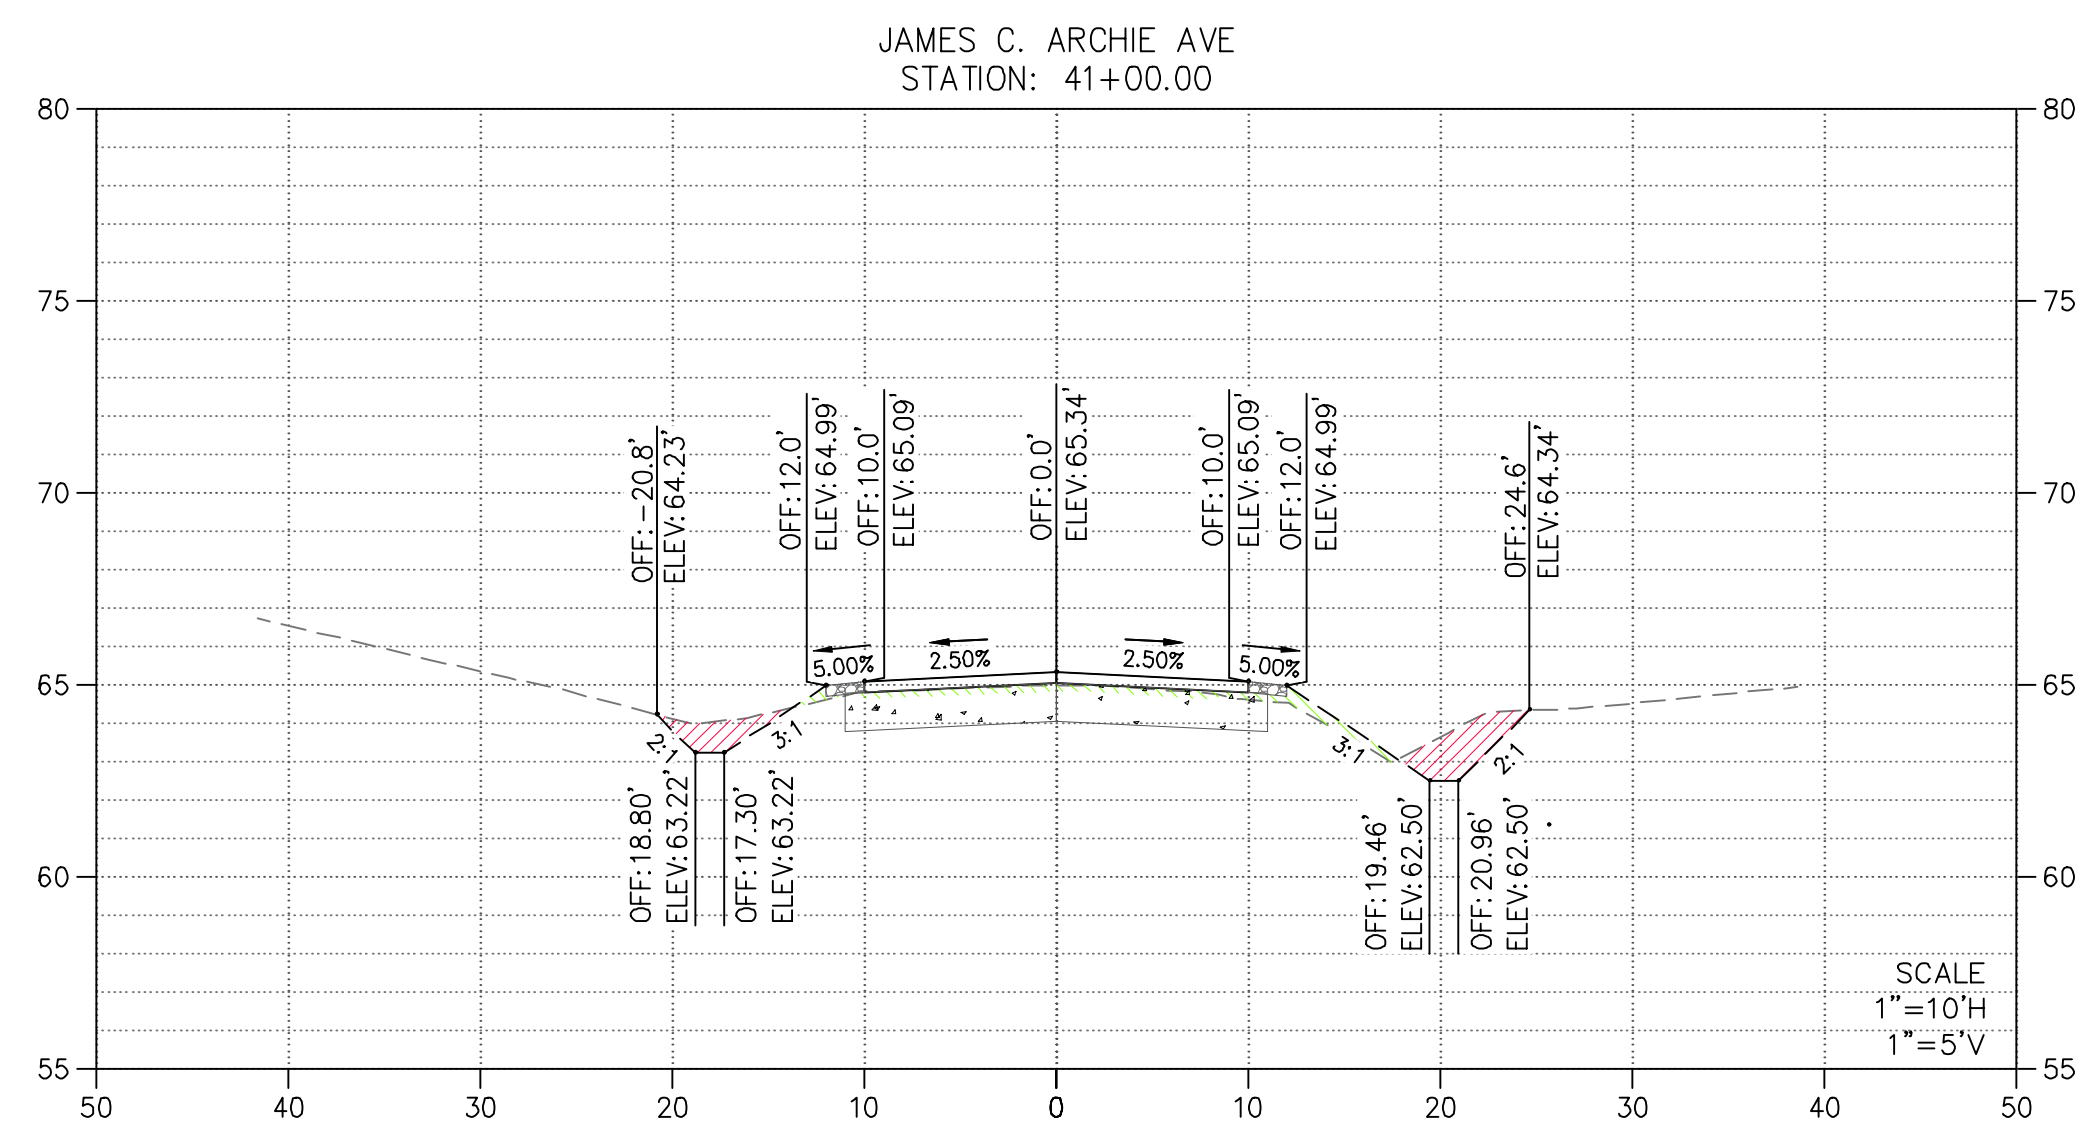 JAMES C. ARCHIE AVE
STATION: 41+00.00
80
80
75
75
70
70
65
65
60
60
55
55
OFF:-20.8'
ELEV:64.23'
OFF:12.0'
ELEV:64.99'
OFF:10.0'
ELEV:65.09'
OFF:0.0'
ELEV:65.34'
OFF:10.0'
ELEV:65.09'
OFF:12.0'
ELEV:64.99'
OFF:24.6'
ELEV:64.34'
5.00%
2.50%
2.50%
5.00%
2:1
3:1
3:1
2:1
OFF:18.80'
ELEV:63.22'
OFF:17.30'
ELEV:63.22'
OFF:19.46'
ELEV:62.50'
OFF:20.96'
ELEV:62.50'
SCALE
1"=10'H
1"=5'V
50 40 30 20 10 0 10 20 30 40 50